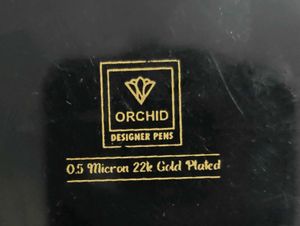 ORCHID
DESIGNER PENS
0.5 Micron 22k Gold Plated